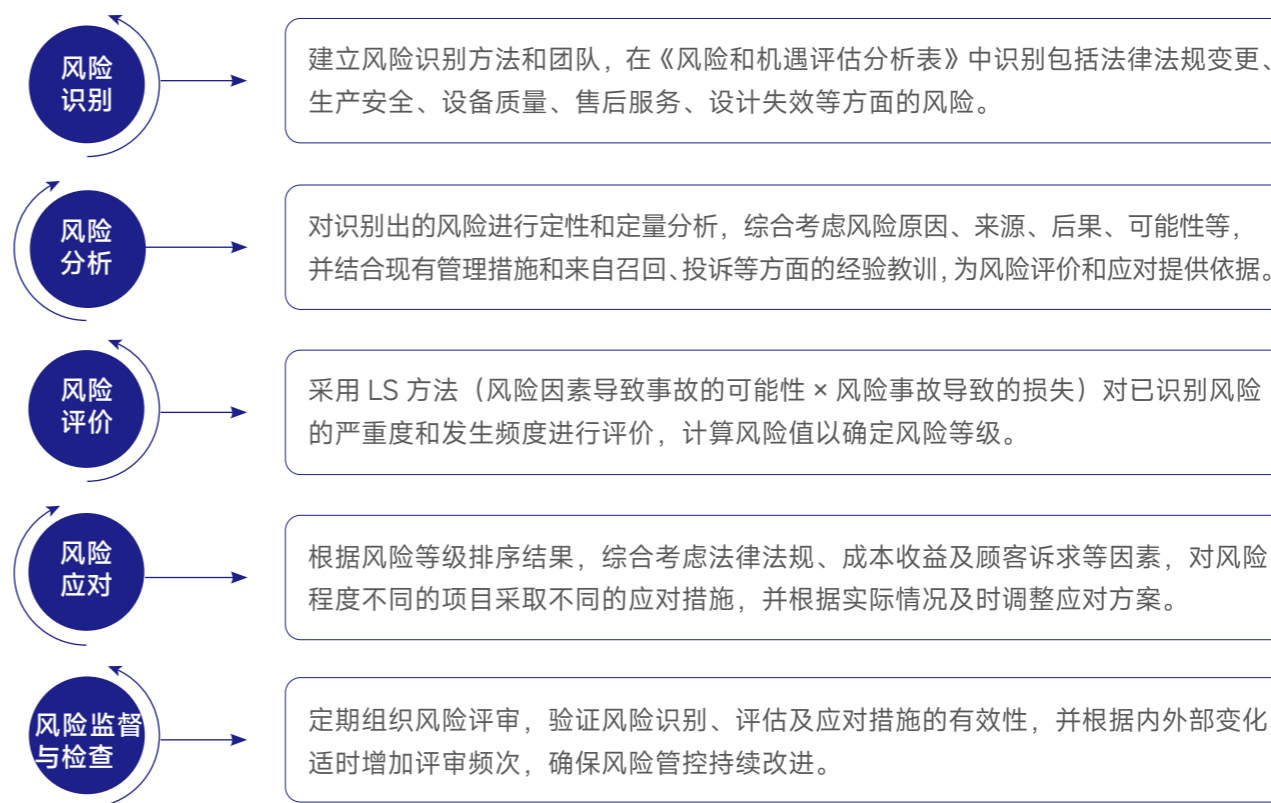 风险
识别
建立风险识别方法和团队，在《风险和机遇评估分析表》中识别包括法律法规变更、
生产安全、设备质量、售后服务、设计失效等方面的风险。
风险
分析
对识别出的风险进行定性和定量分析，综合考虑风险原因、来源、后果、可能性等，
并结合现有管理措施和来自召回、投诉等方面的经验教训，为风险评价和应对提供依据。
风险
评价
采用 LS 方法（风险因素导致事故的可能性 × 风险事故导致的损失）对已识别风险
的严重度和发生频度进行评价，计算风险值以确定风险等级。
风险
应对
根据风险等级排序结果，综合考虑法律法规、成本收益及顾客诉求等因素，对风险
程度不同的项目采取不同的应对措施，并根据实际情况及时调整应对方案。
风险监督
与检查
定期组织风险评审，验证风险识别、评估及应对措施的有效性，并根据内外部变化
适时增加评审频次，确保风险管控持续改进。